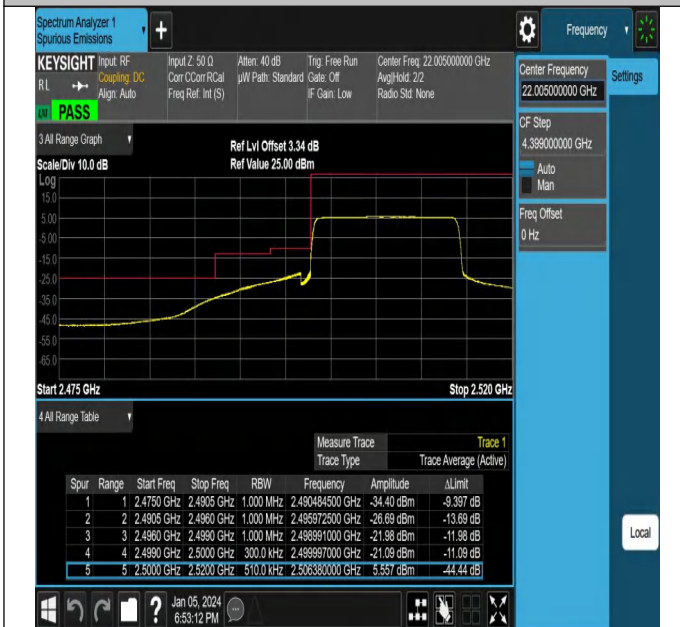 Spectrum Analyzer 1
Spurious Emissions
+
Frequency
KEYSIGHT
RL
PASS
Input: RF
Coupling: DC
Align: Auto
Input Z: 50 Ω
Corr CCorr RCal
Freq Ref: Int (S)
Atten: 40 dB
µW Path: Standard
Trig: Free Run
Gate: Off
IF Gain: Low
Center Freq: 22.005000000 GHz
Avg|Hold: 2/2
Radio Std: None
Center Frequency
22.005000000 GHz
Settings
CF Step
4.399000000 GHz
Auto
Man
Freq Offset
0 Hz
3 All Range Graph
Scale/Div 10.0 dB
Ref Lvl Offset 3.34 dB
Ref Value 25.00 dBm
Log
15.0
5.00
-5.00
-15.0
-25.0
-35.0
-45.0
-55.0
-65.0
Start 2.475 GHz
Stop 2.520 GHz
4 All Range Table
Measure Trace Trace 1
Trace Type Trace Average (Active)
Spur Range Start Freq Stop Freq RBW Frequency Amplitude ΔLimit
1 1 2.4750 GHz 2.4905 GHz 1.000 MHz 2.490484500 GHz -34.40 dBm -9.397 dB
2 2 2.4905 GHz 2.4960 GHz 1.000 MHz 2.495972500 GHz -26.69 dBm -13.69 dB
3 3 2.4960 GHz 2.4990 GHz 1.000 MHz 2.498991000 GHz -21.98 dBm -11.98 dB
4 4 2.4990 GHz 2.5000 GHz 300.0 kHz 2.499997000 GHz -21.09 dBm -11.09 dB
5 5 2.5000 GHz 2.5200 GHz 510.0 kHz 2.506380000 GHz 5.557 dBm -44.44 dB
Local
?
Jan 05, 2024
6:53:12 PM